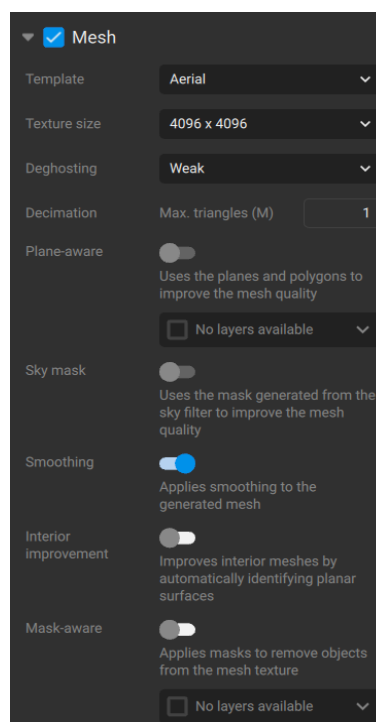 Mesh
Template Aerial
Texture size 4096 x 4096
Deghosting Weak
Decimation Max. triangles (M) 1
Plane-aware
Uses the planes and polygons to
improve the mesh quality
No layers available
Sky mask
Uses the mask generated from the
sky filter to improve the mesh
quality
Smoothing
Applies smoothing to the
generated mesh
Interior
improvement
Improves interior meshes by
automatically identifying planar
surfaces
Mask-aware
Applies masks to remove objects
from the mesh texture
No layers available